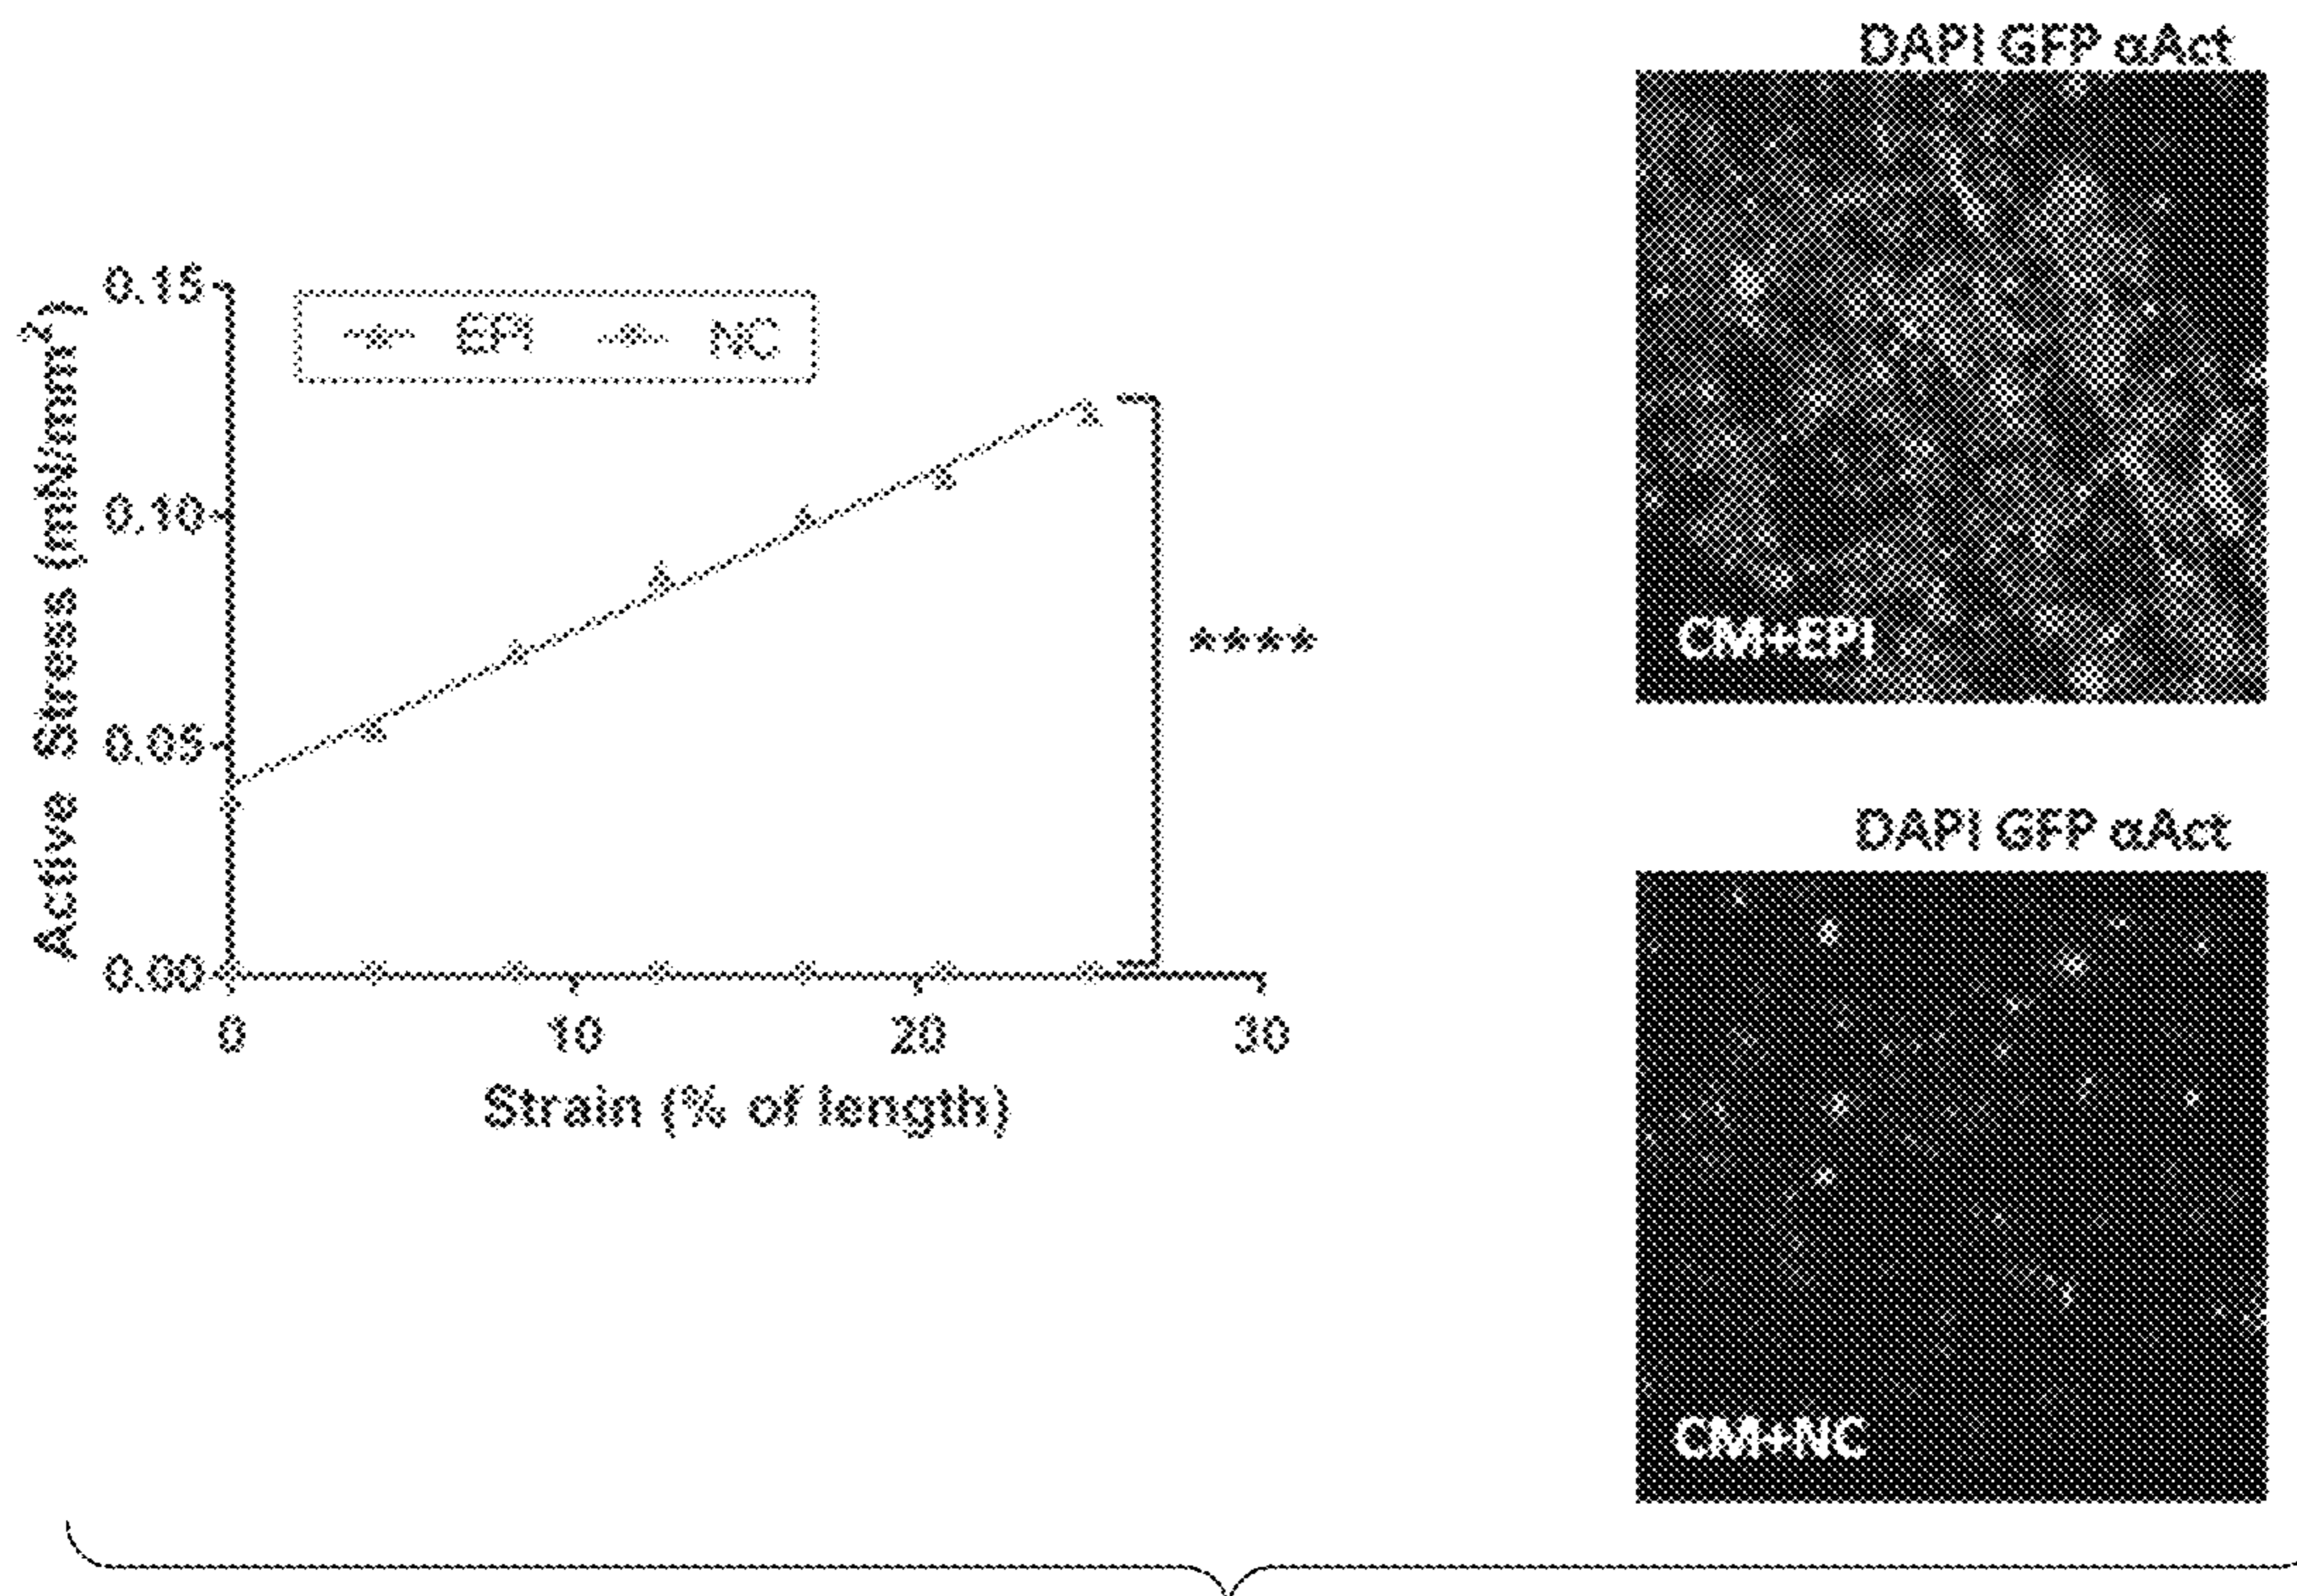 DAPI GFP αAct
CM+EPI
Active Stress (mN/mm²)
0.15
0.10
0.05
0.00
EPI NC
****
0 10 20 30
Strain (% of length)
DAPI GFP αAct
CM+NC